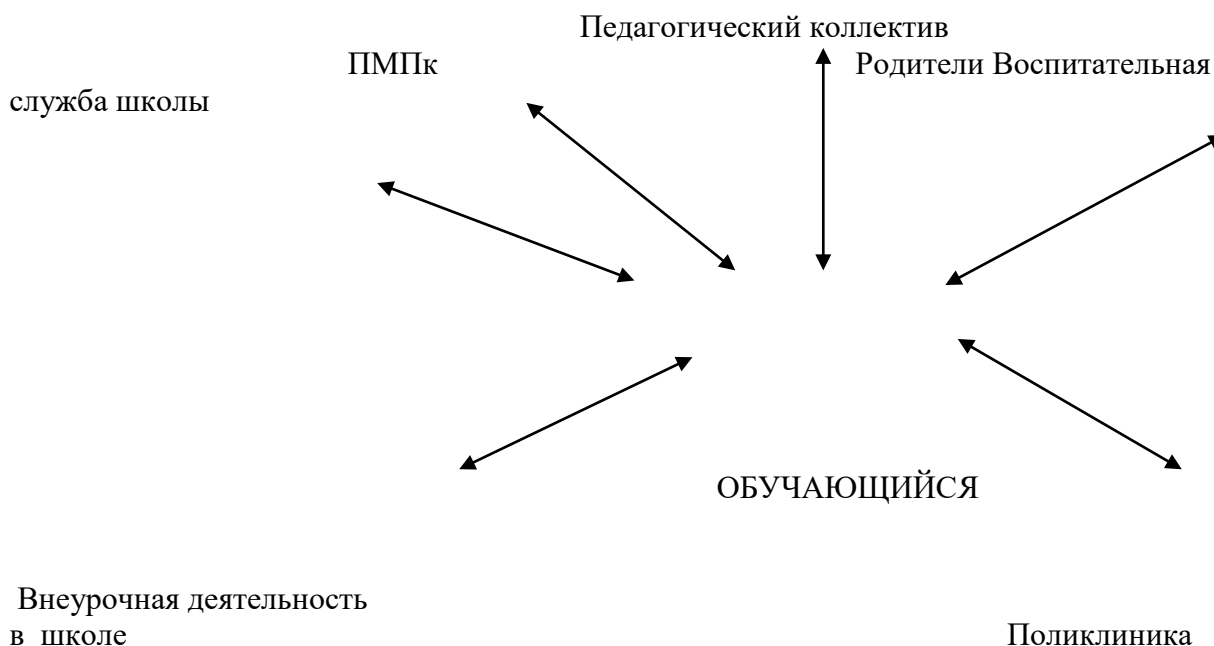 Педагогический коллектив
ПМПк Родители Воспитательная
служба школы
ОБУЧАЮЩИЙСЯ
Внеурочная деятельность
в школе Поликлиника